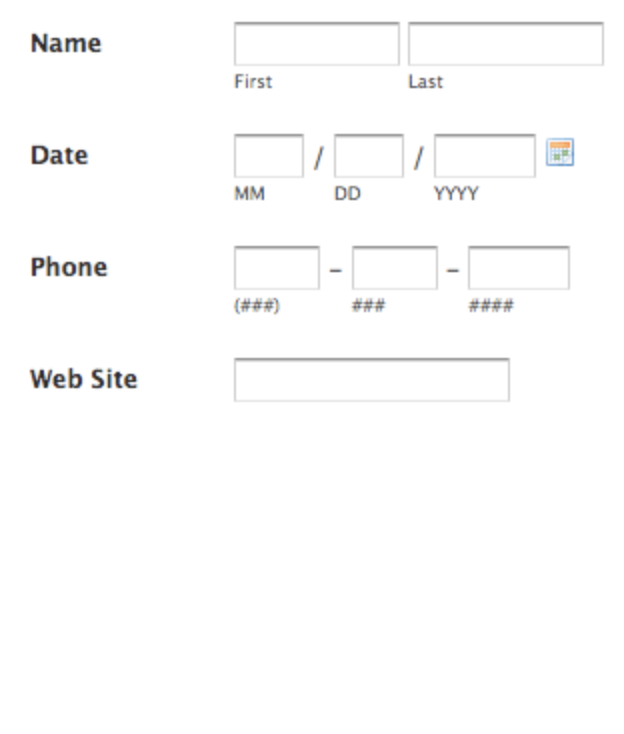 Name
First Last
Date
/ /
MM DD YYYY
Phone
– –
(###) ### ####
Web Site